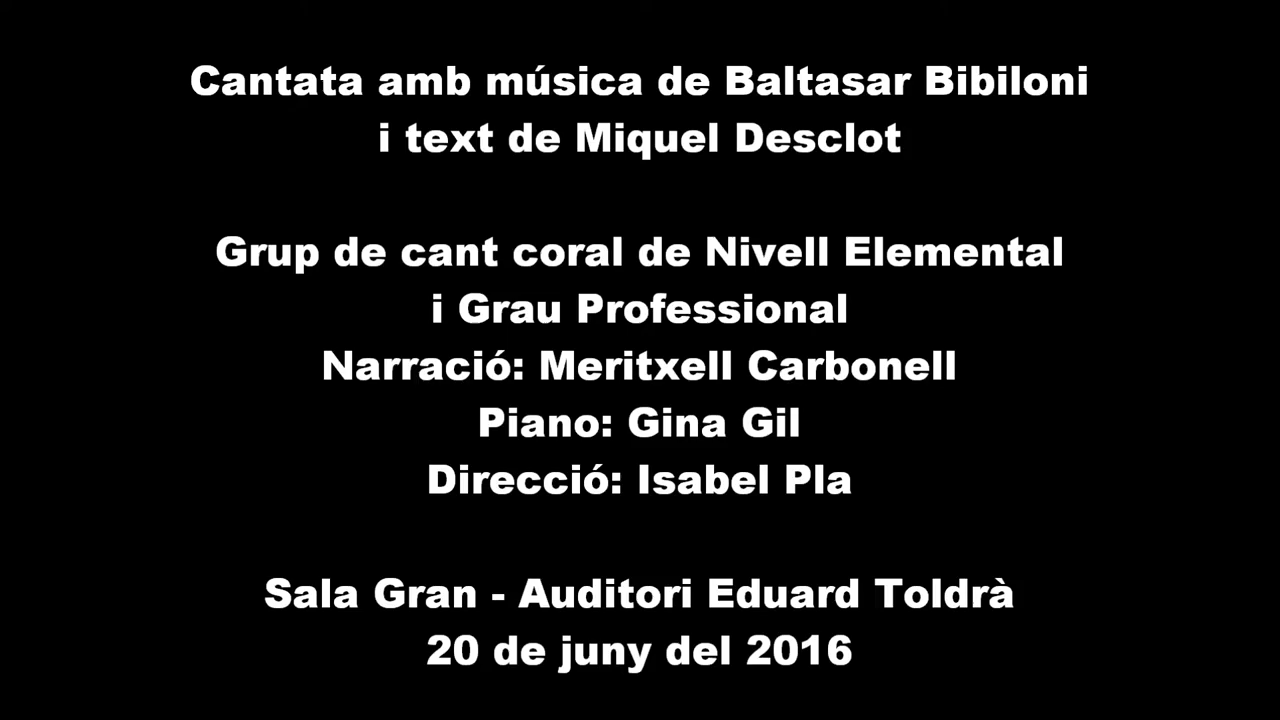 Cantata amb música de Baltasar Bibiloni
i text de Miquel Desclot
Grup de cant coral de Nivell Elemental
i Grau Professional
Narració: Meritxell Carbonell
Piano: Gina Gil
Direcció: Isabel Pla
Sala Gran - Auditori Eduard Toldrà
20 de juny del 2016